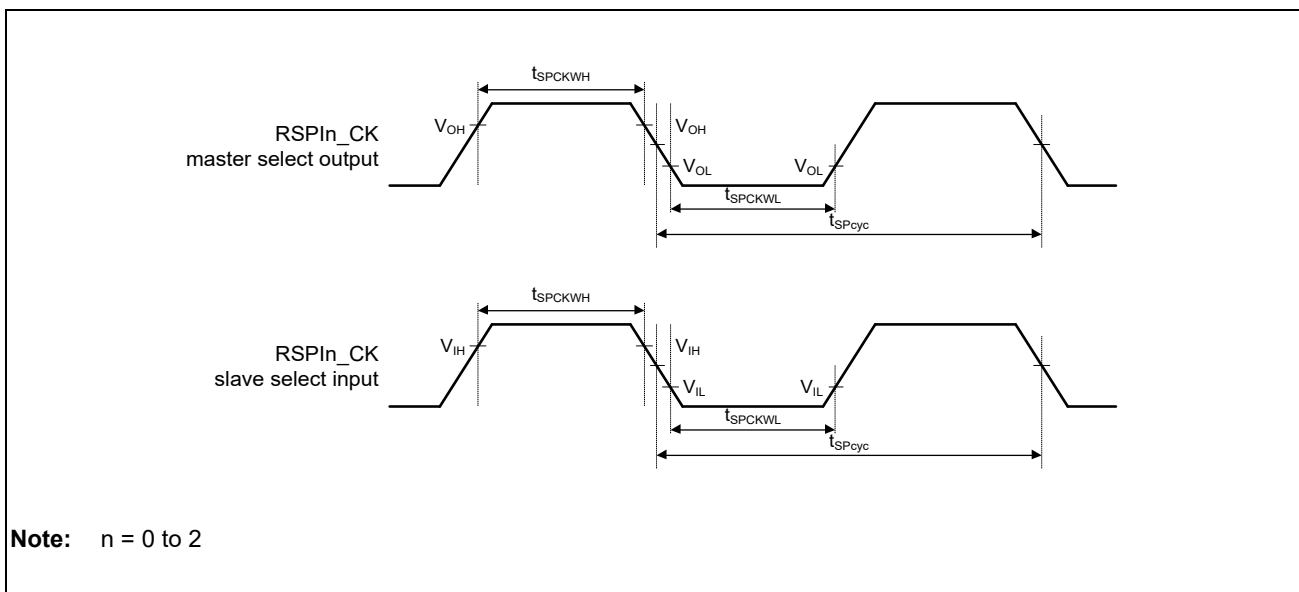 tSPCKWH
RSPIn_CK
master select output
VOH
VOH
VOL
VOL
tSPCKWL
tSPcyc
tSPCKWH
RSPIn_CK
slave select input
VIH
VIH
VIL
VIL
tSPCKWL
tSPcyc
Note: n = 0 to 2